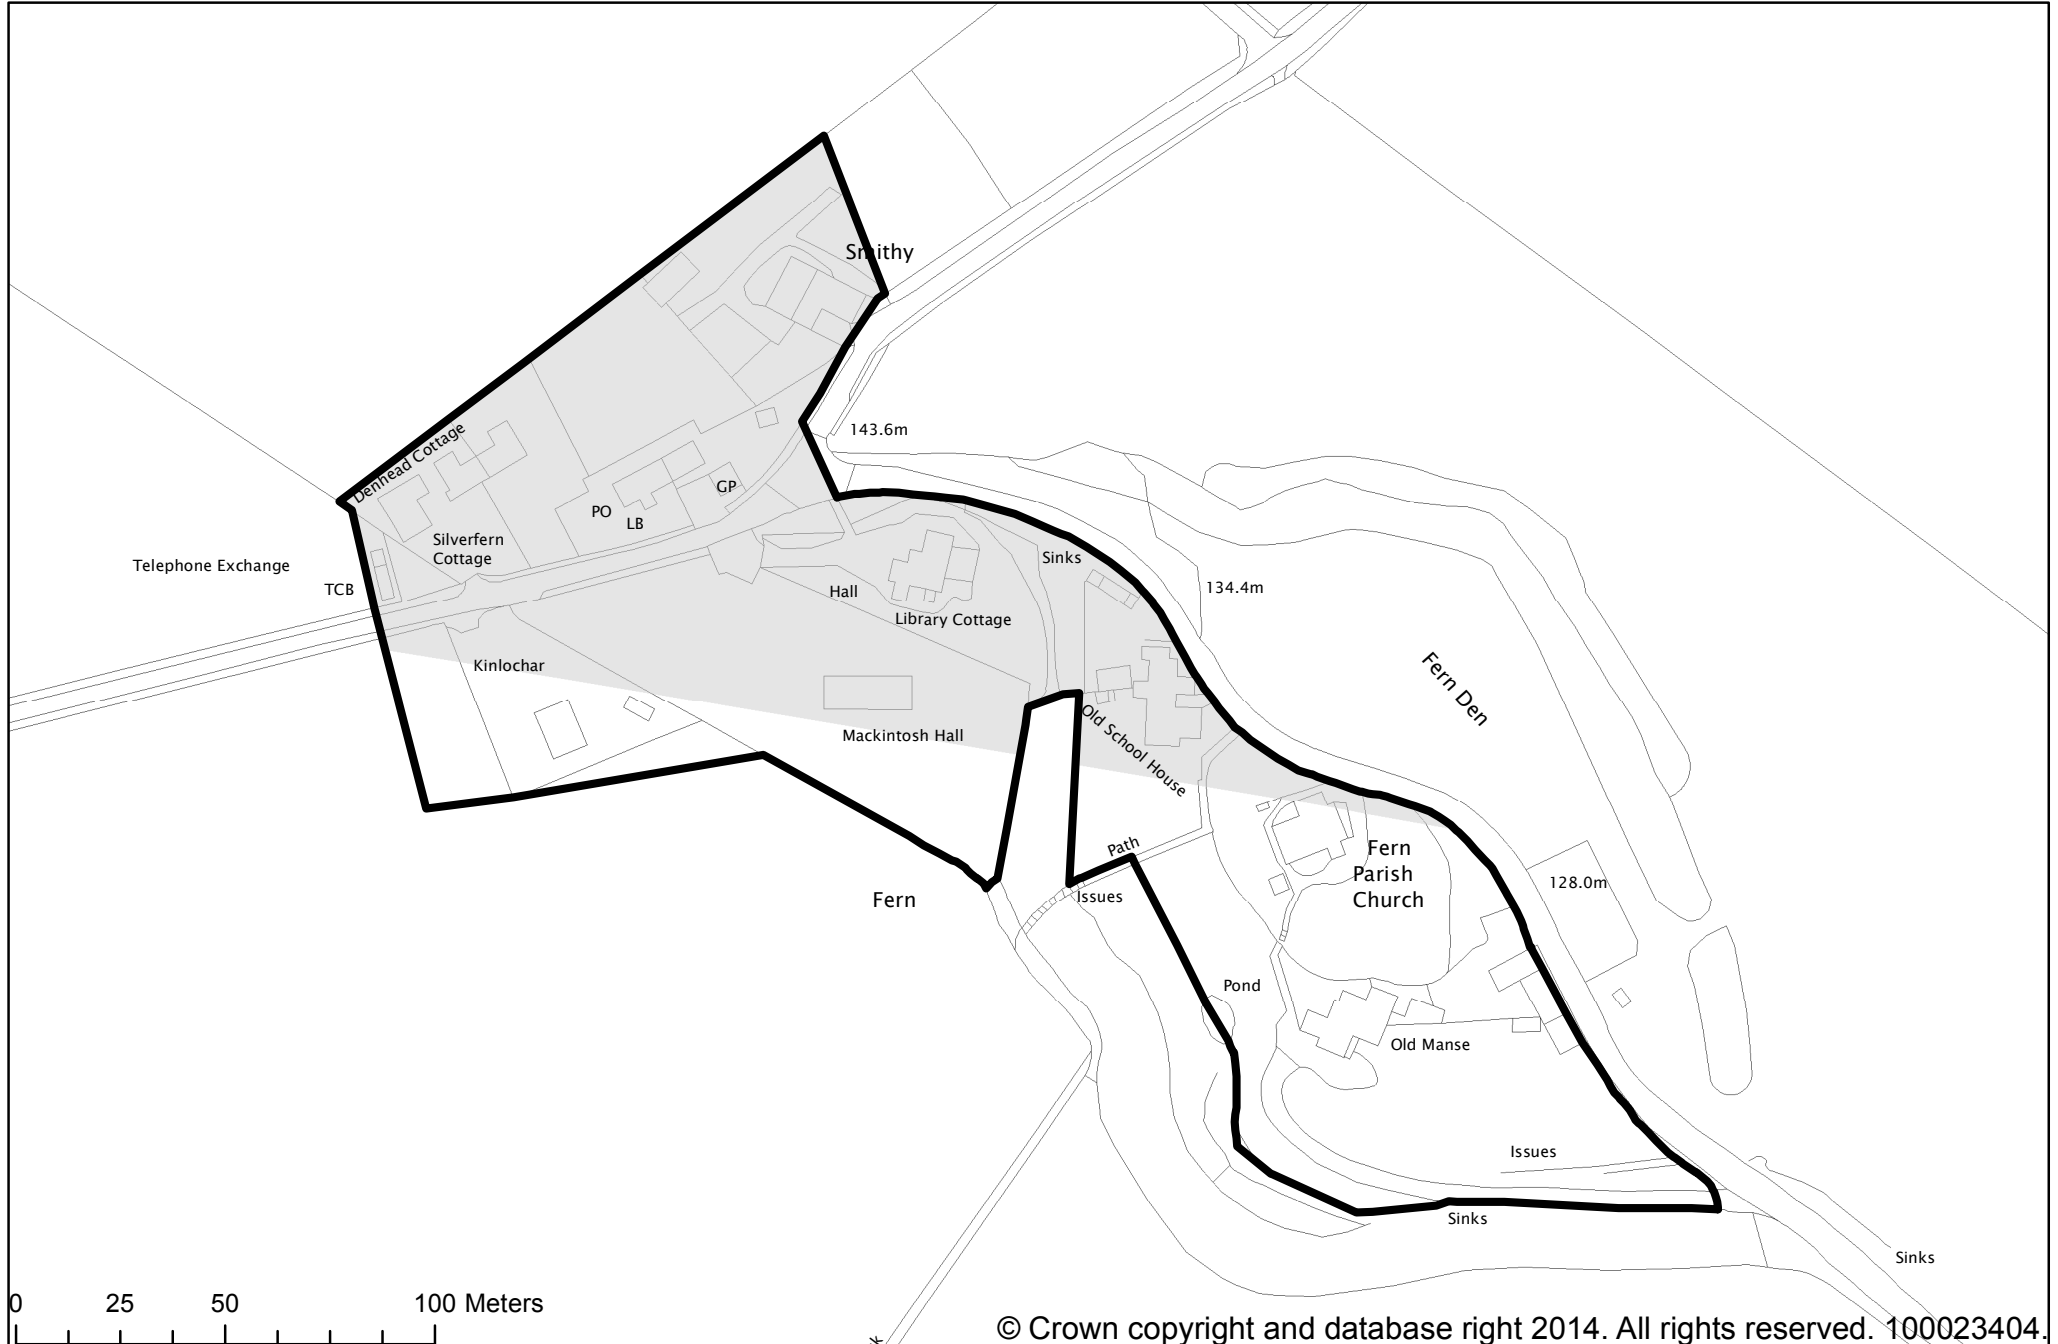 Smithy
143.6m
Denhead Cottage
GP
PO
LB
Silverfern
Cottage
Telephone Exchange
TCB
Sinks
134.4m
Hall
Library Cottage
Kinlochar
Fern Den
Mackintosh Hall
Old School House
Path
Fern
Parish
Church
128.0m
Fern
Issues
Pond
Old Manse
Issues
Sinks
Sinks
0 25 50 100 Meters
k
© Crown copyright and database right 2014. All rights reserved. 100023404.